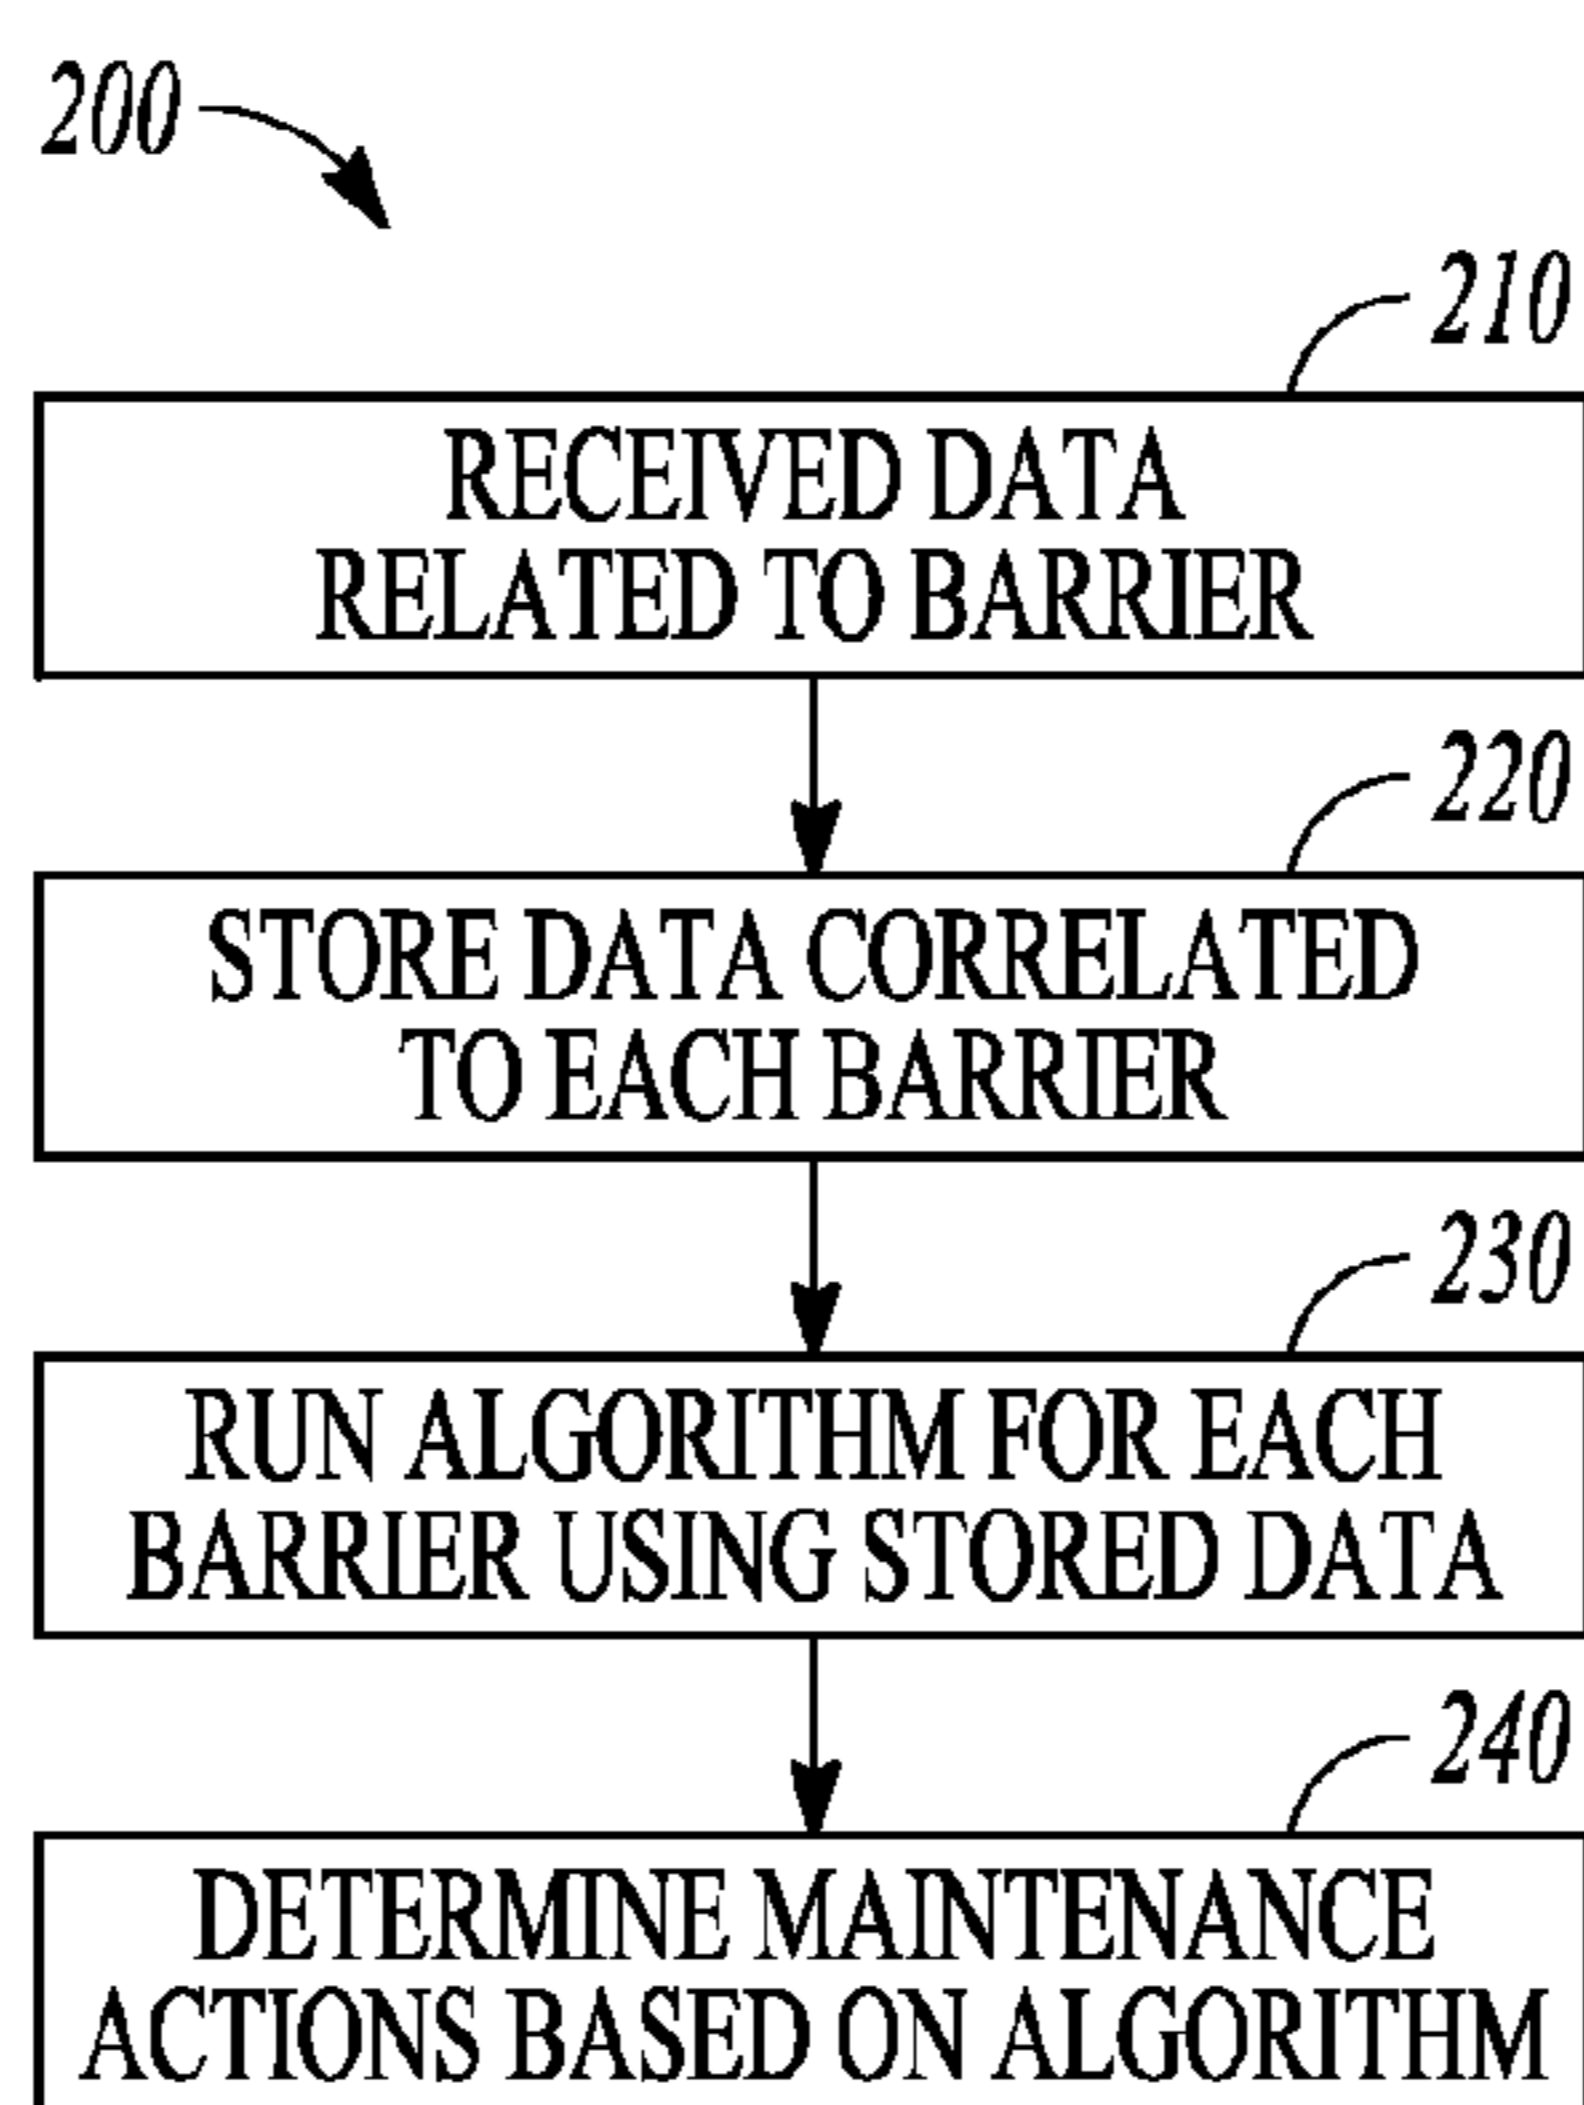 200
210
RECEIVED DATA
RELATED TO BARRIER
220
STORE DATA CORRELATED
TO EACH BARRIER
230
RUN ALGORITHM FOR EACH
BARRIER USING STORED DATA
240
DETERMINE MAINTENANCE
ACTIONS BASED ON ALGORITHM